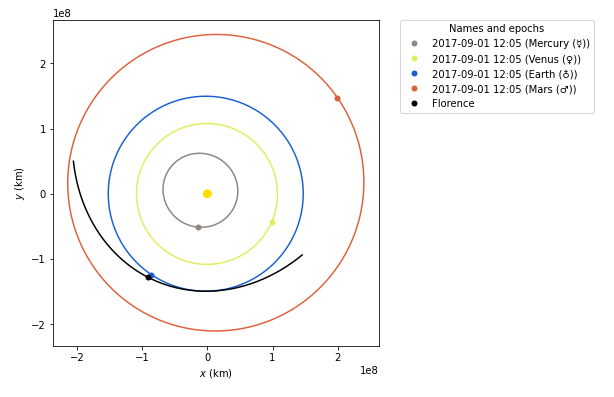 1e8
Names and epochs
2017-09-01 12:05 (Mercury (☿))
2017-09-01 12:05 (Venus (♀))
2017-09-01 12:05 (Earth (♁))
2017-09-01 12:05 (Mars (♂))
Florence
2
1
0
−1
−2
y (km)
−2 −1 0 1 2
x (km)
1e8